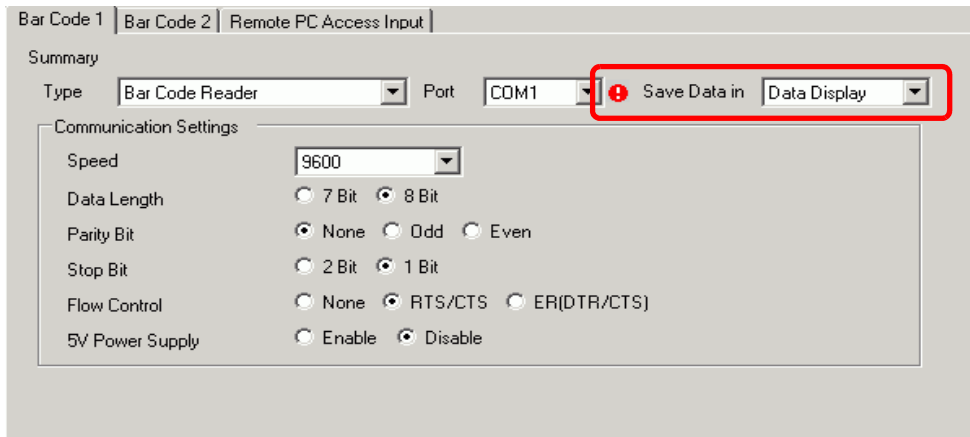 Bar Code 1 Bar Code 2 Remote PC Access Input
Summary
Type Bar Code Reader Port COM1 Save Data in Data Display
Communication Settings
Speed 9600
Data Length 7 Bit 8 Bit
Parity Bit None Odd Even
Stop Bit 2 Bit 1 Bit
Flow Control None RTS/CTS ER(DTR/CTS)
5V Power Supply Enable Disable